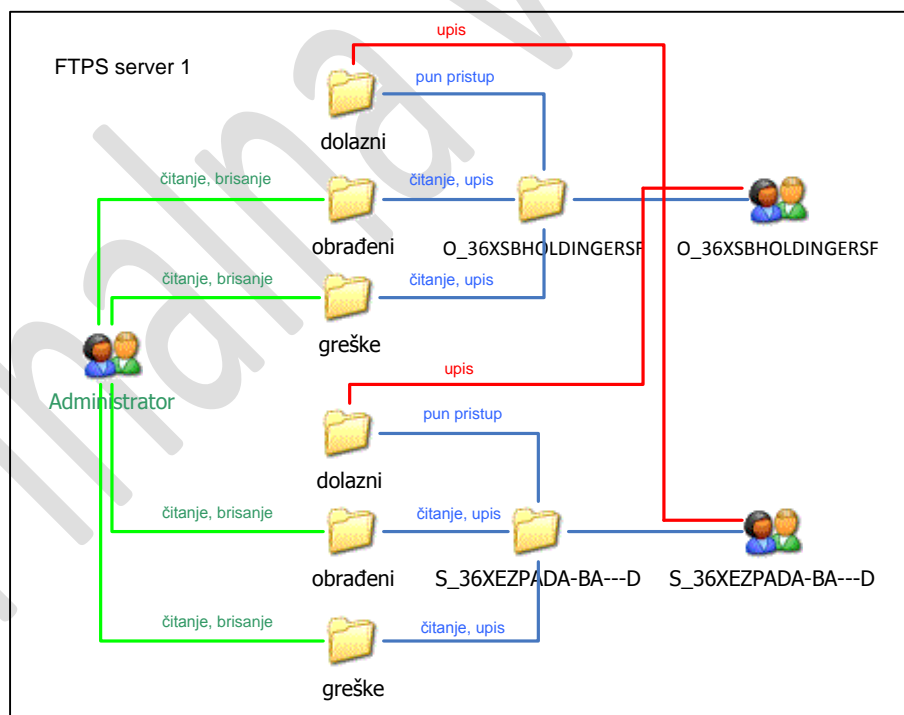 upis
FTPS server 1
pun pristup
dolazni
čitanje, brisanje
čitanje, upis
obrađeni
O_36XSBHOLDINGERSF
O_36XSBHOLDINGERSF
čitanje, brisanje
čitanje, upis
greške
upis
Administrator
pun pristup
dolazni
čitanje, brisanje
čitanje, upis
obrađeni
S_36XEZPADA-BA---D
S_36XEZPADA-BA---D
čitanje, brisanje
čitanje, upis
greške